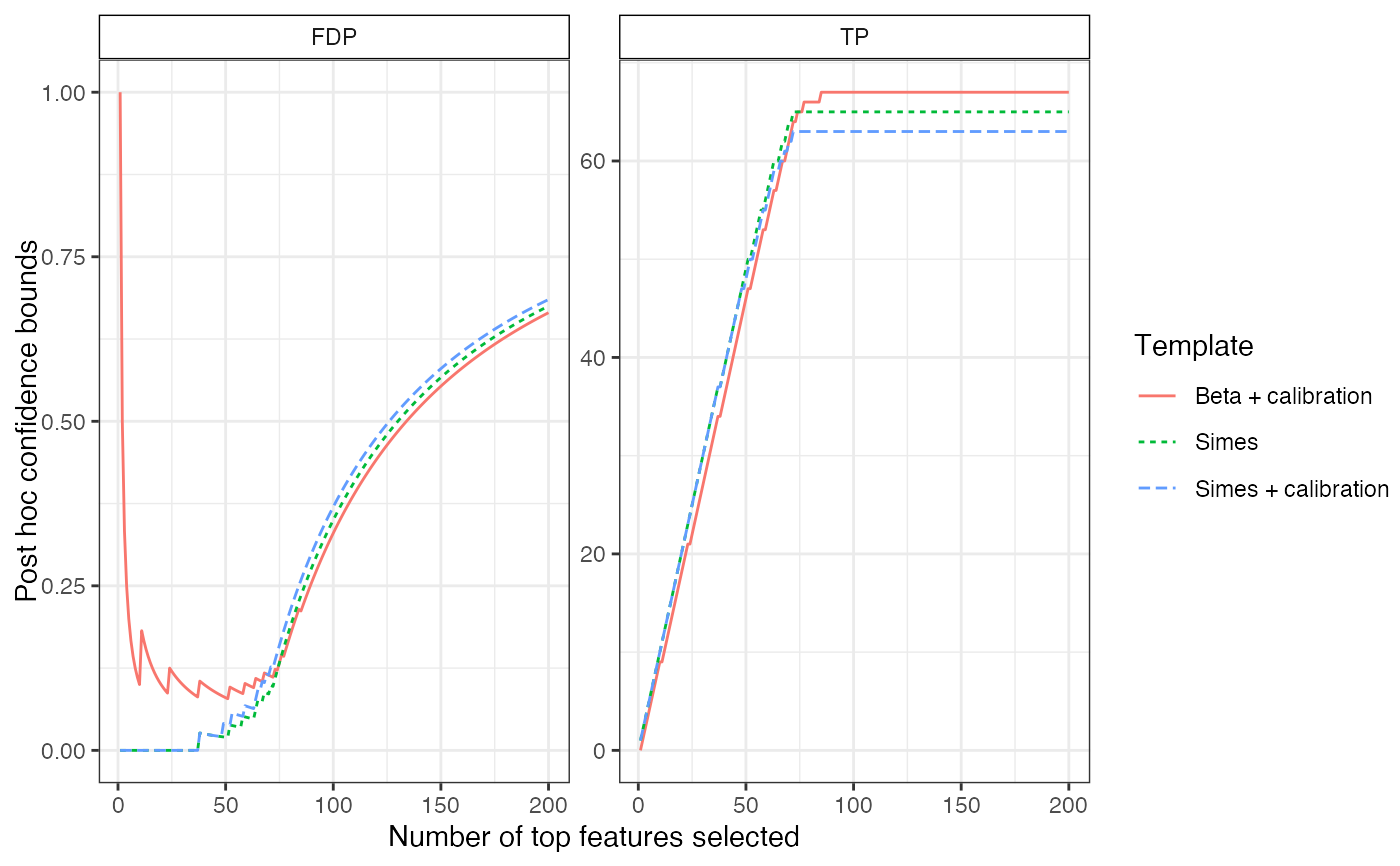 FDP
TP
Post hoc confidence bounds
1.00
0.75
0.50
0.25
0.00
60
40
20
0
0 50 100 150 200
0 50 100 150 200
Number of top features selected
Template
Beta + calibration
Simes
Simes + calibration